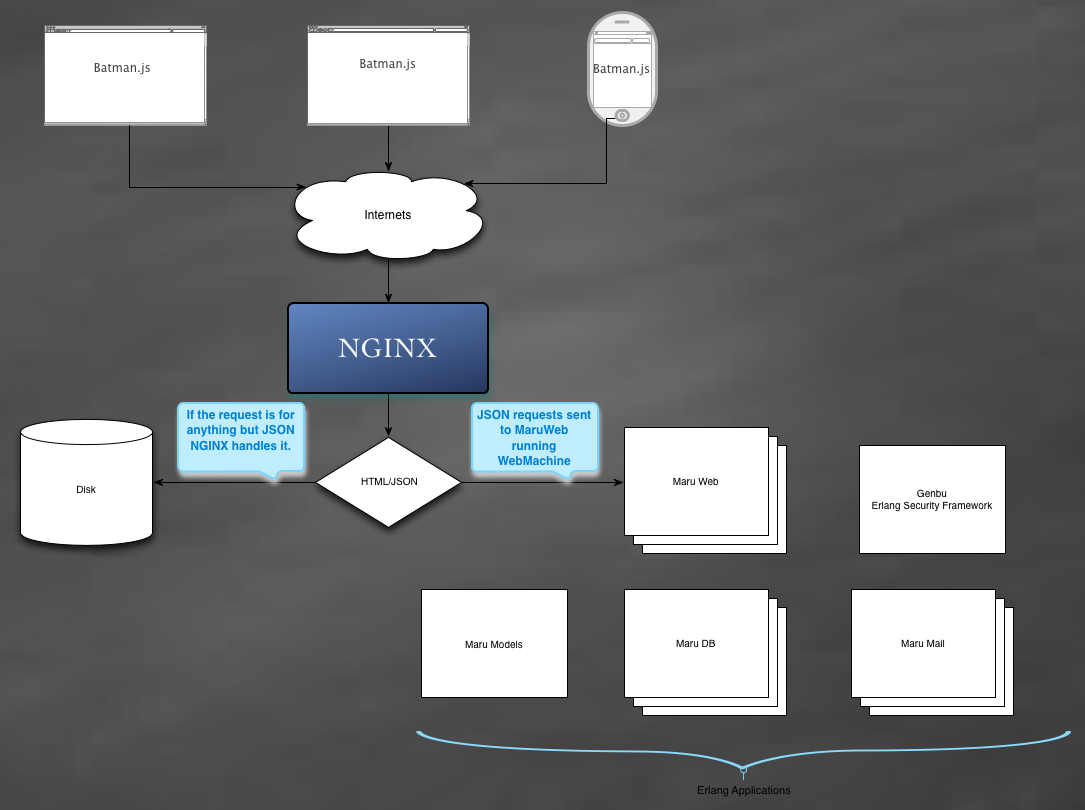 Batman.js
Batman.js
Batman.js
Internets
NGINX
If the request is for
anything but JSON
NGINX handles it.
JSON requests sent
to MaruWeb
running
WebMachine
Disk
HTML/JSON
Maru Web
Genbu
Erlang Security Framework
Maru Models
Maru DB
Maru Mail
Erlang Applications